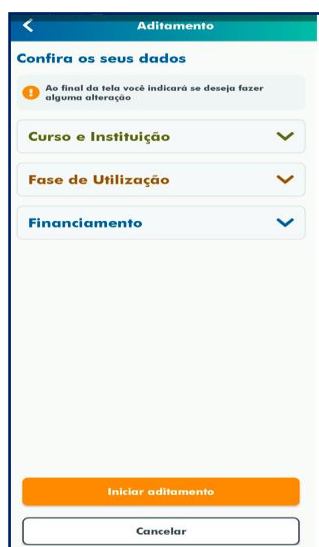 Aditamento
Confira os seus dados
Ao final da tela você indicará se deseja fazer
alguma alteração
Curso e Instituição
Fase de Utilização
Financiamento
Iniciar aditamento
Cancelar